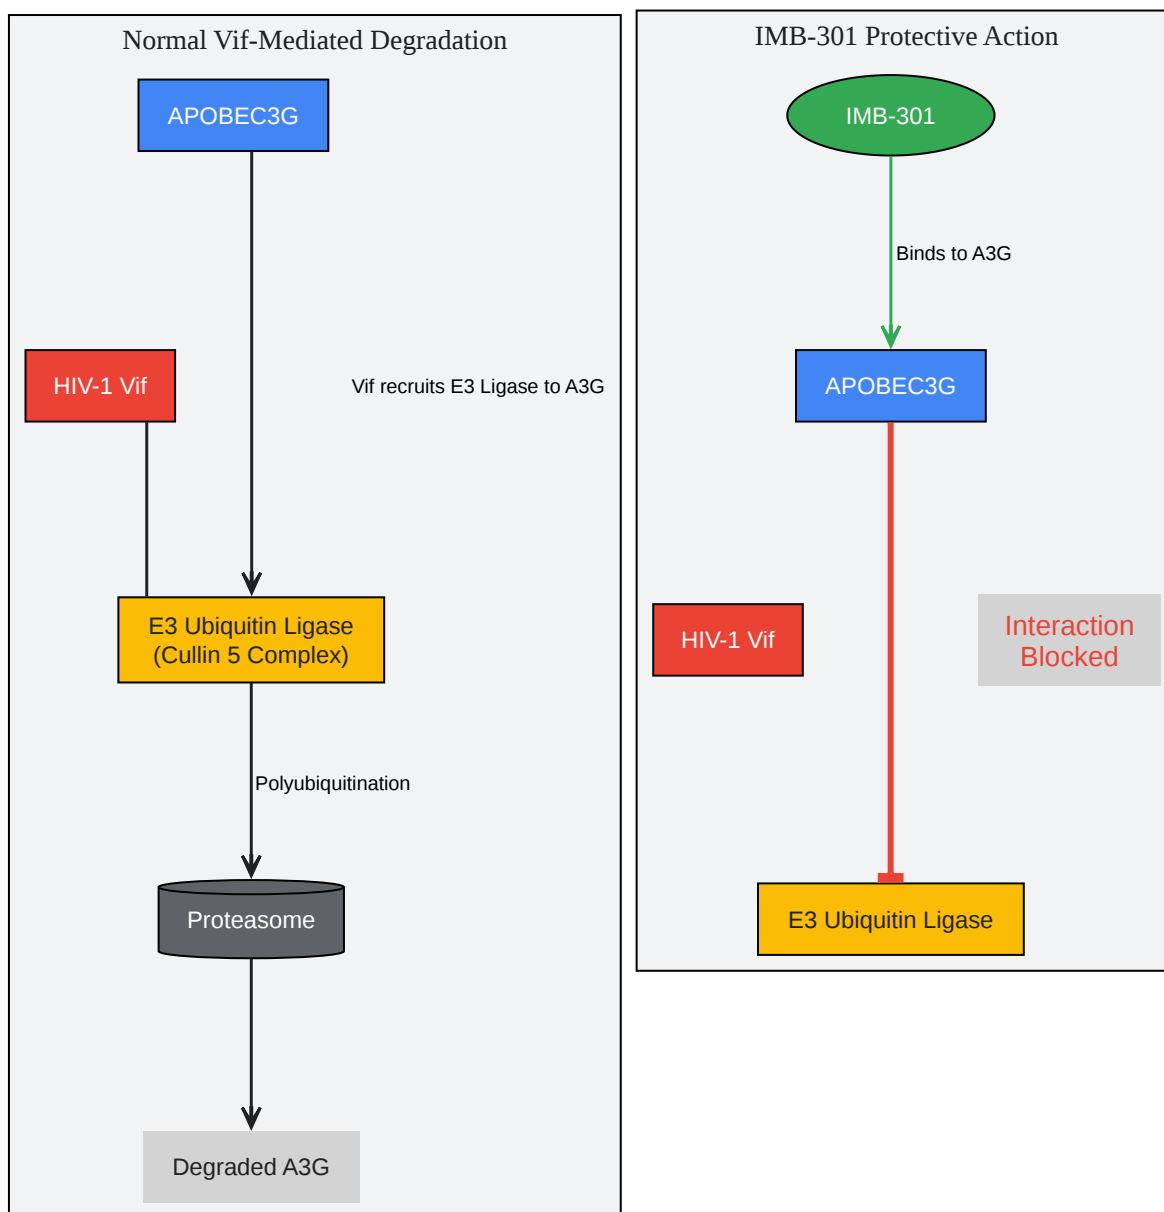 Normal Vif-Mediated Degradation
APOBEC3G
HIV-1 Vif
Vif recruits E3 Ligase to A3G
E3 Ubiquitin Ligase
(Cullin 5 Complex)
Polyubiquitination
Proteasome
Degraded A3G
IMB-301 Protective Action
IMB-301
Binds to A3G
APOBEC3G
HIV-1 Vif
Interaction
Blocked
E3 Ubiquitin Ligase